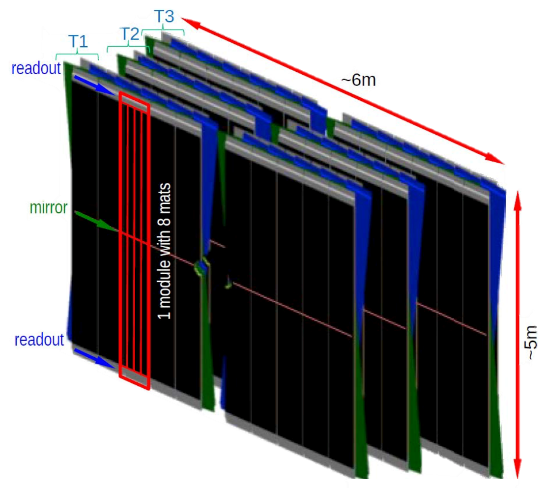 T3
T2
T1
readout
~6m
mirror
1 module with 8 mats
readout
~5m